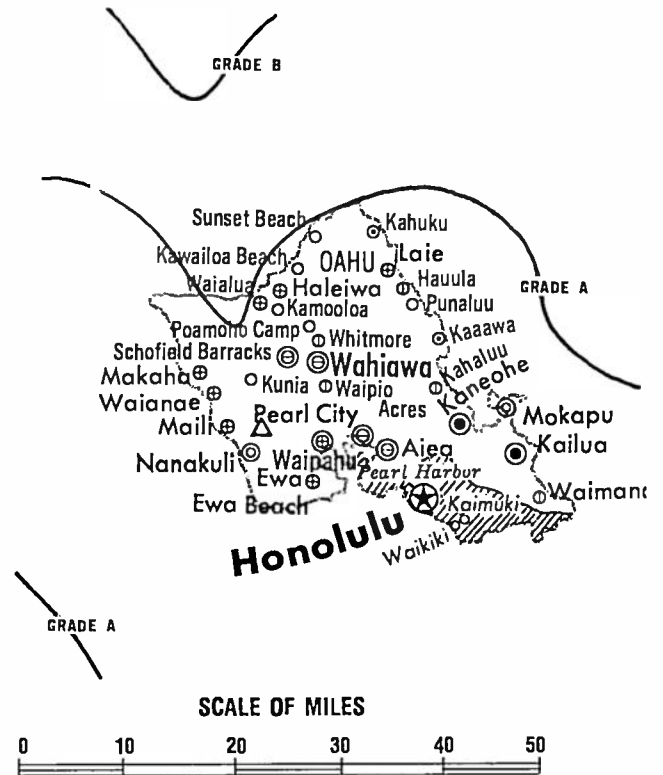 GRADE B
Sunset Beach
Kahuku
Kawailoa Beach
OAHU
Laie
Waialua
Haleiwa
Hauula
GRADE A
Kamooloa
Punaluu
Poamoho Camp
Whitmore
Kaaawa
Schofield Barracks
Wahiawa
Kahaluu
Makaha
Kunia
Waipio
Acres
Kaneohe
Waianae
Pearl City
Mokapu
Maili
Kailua
Nanakuli
Waipahu
Aiea
Pearl Harbor
Ewa
Kaimuki
Waimana
Ewa Beach
Honolulu
Waikiki
GRADE A
SCALE OF MILES
0 10 20 30 40 50